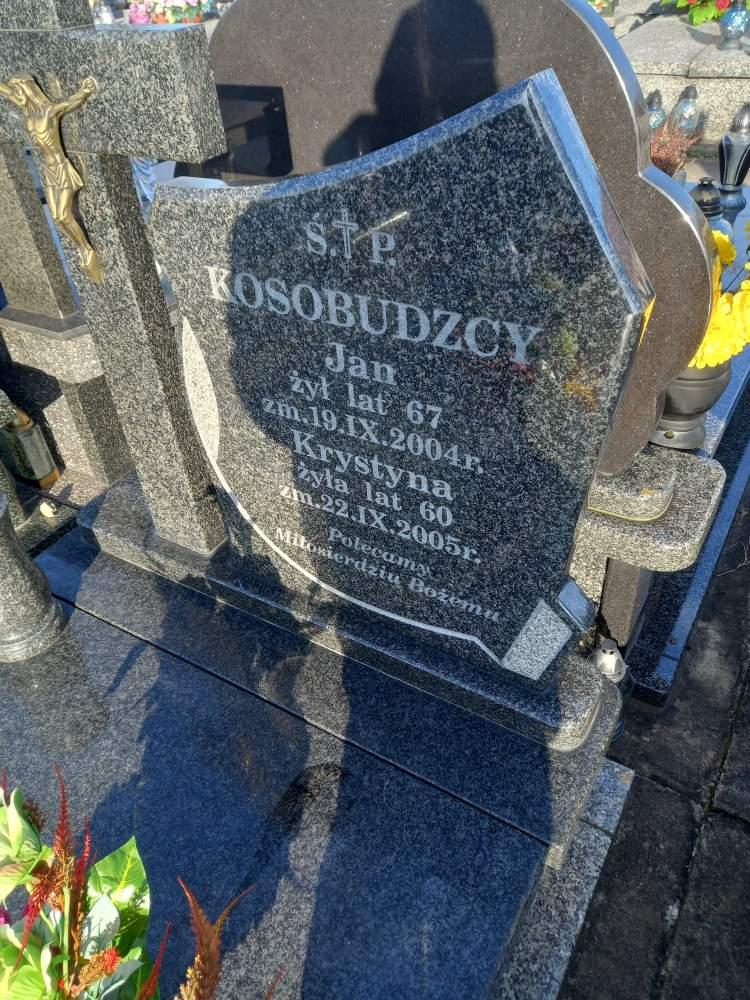 Ś.†P.
KOSOBUDZCY
Jan
żył lat 67
zm.19.IX.2004r.
Krystyna
żyła lat 60
zm.22.IX.2005r.
Polecamy
Miłosierdziu Bożemu